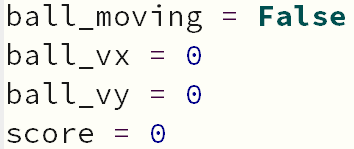 ball_moving = False
ball_vx = 0
ball_vy = 0
score = 0